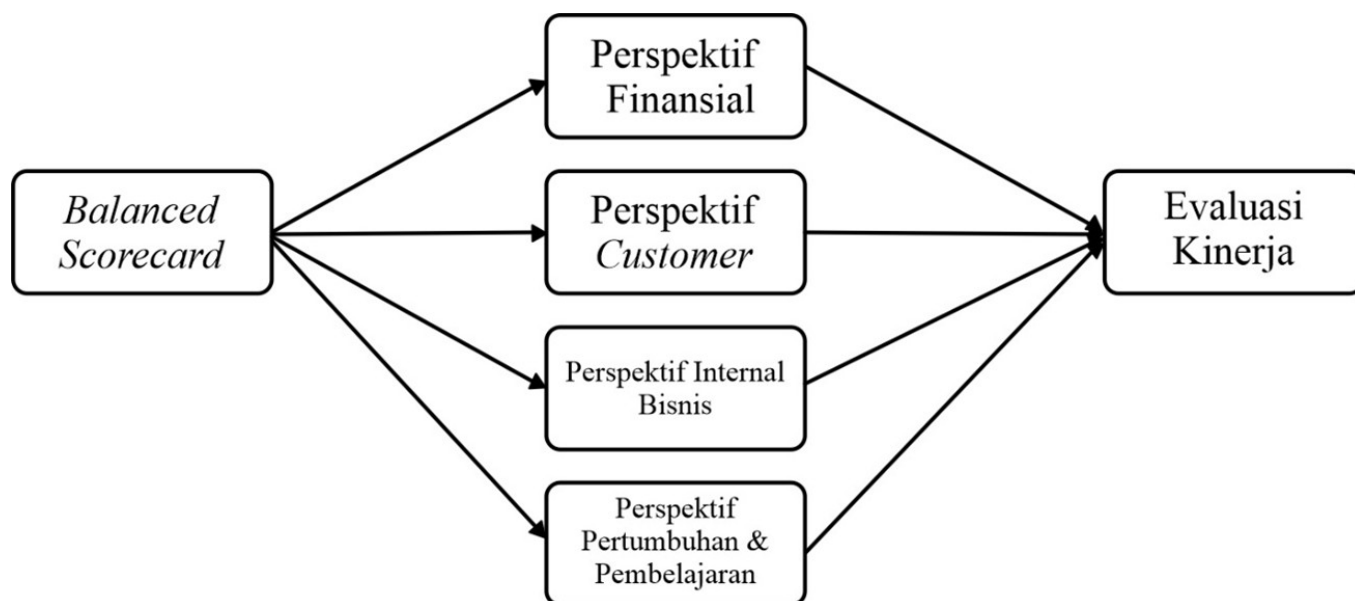 Perspektif
Finansial
Balanced
Scorecard
Perspektif
Customer
Evaluasi
Kinerja
Perspektif Internal
Bisnis
Perspektif
Pertumbuhan &
Pembelajaran